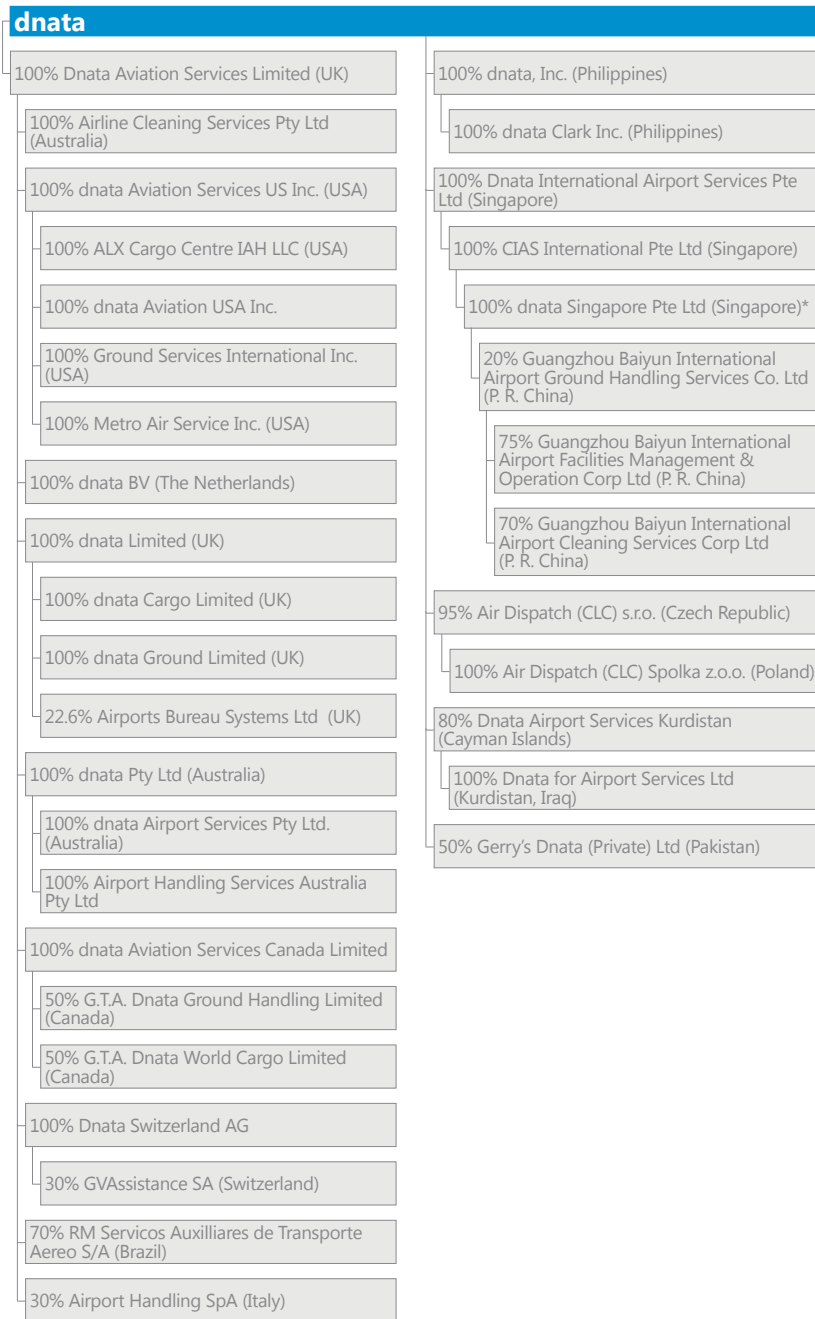 dnata
100% Dnata Aviation Services Limited (UK)
100% Airline Cleaning Services Pty Ltd
(Australia)
100% dnata Aviation Services US Inc. (USA)
100% ALX Cargo Centre IAH LLC (USA)
100% dnata Aviation USA Inc.
100% Ground Services International Inc.
(USA)
100% Metro Air Service Inc. (USA)
100% dnata BV (The Netherlands)
100% dnata Limited (UK)
100% dnata Cargo Limited (UK)
100% dnata Ground Limited (UK)
22.6% Airports Bureau Systems Ltd (UK)
100% dnata Pty Ltd (Australia)
100% dnata Airport Services Pty Ltd.
(Australia)
100% Airport Handling Services Australia
Pty Ltd
100% dnata Aviation Services Canada Limited
50% G.T.A. Dnata Ground Handling Limited
(Canada)
50% G.T.A. Dnata World Cargo Limited
(Canada)
100% Dnata Switzerland AG
30% GVAssistance SA (Switzerland)
70% RM Servicos Auxilliares de Transporte
Aereo S/A (Brazil)
30% Airport Handling SpA (Italy)
100% dnata, Inc. (Philippines)
100% dnata Clark Inc. (Philippines)
100% Dnata International Airport Services Pte
Ltd (Singapore)
100% CIAS International Pte Ltd (Singapore)
100% dnata Singapore Pte Ltd (Singapore)*
20% Guangzhou Baiyun International
Airport Ground Handling Services Co. Ltd
(P. R. China)
75% Guangzhou Baiyun International
Airport Facilities Management &
Operation Corp Ltd (P. R. China)
70% Guangzhou Baiyun International
Airport Cleaning Services Corp Ltd
(P. R. China)
95% Air Dispatch (CLC) s.r.o. (Czech Republic)
100% Air Dispatch (CLC) Spolka z.o.o. (Poland)
80% Dnata Airport Services Kurdistan
(Cayman Islands)
100% Dnata for Airport Services Ltd
(Kurdistan, Iraq)
50% Gerry’s Dnata (Private) Ltd (Pakistan)